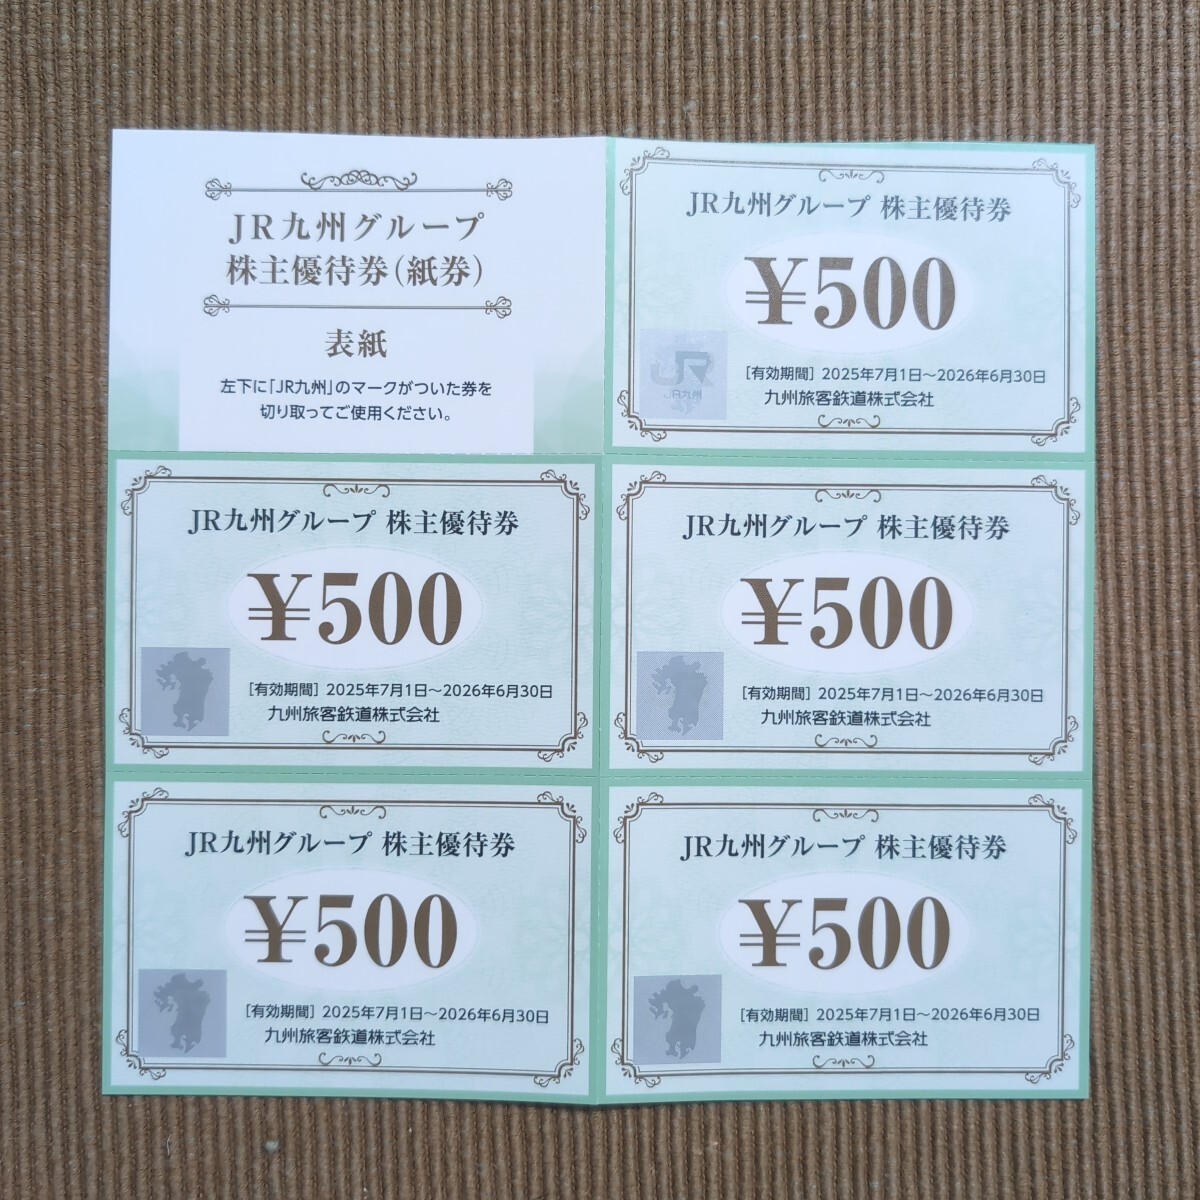 JR九州グループ
株主優待券(紙券)
表紙
左下に「JR九州」のマークがついた券を
切り取ってご使用ください。
JR九州グループ 株主優待券
¥500
JR
JR九州
[有効期間] 2025年7月1日～2026年6月30日
九州旅客鉄道株式会社
JR九州グループ 株主優待券
¥500
[有効期間] 2025年7月1日～2026年6月30日
九州旅客鉄道株式会社
JR九州グループ 株主優待券
¥500
[有効期間] 2025年7月1日～2026年6月30日
九州旅客鉄道株式会社
JR九州グループ 株主優待券
¥500
[有効期間] 2025年7月1日～2026年6月30日
九州旅客鉄道株式会社
JR九州グループ 株主優待券
¥500
[有効期間] 2025年7月1日～2026年6月30日
九州旅客鉄道株式会社